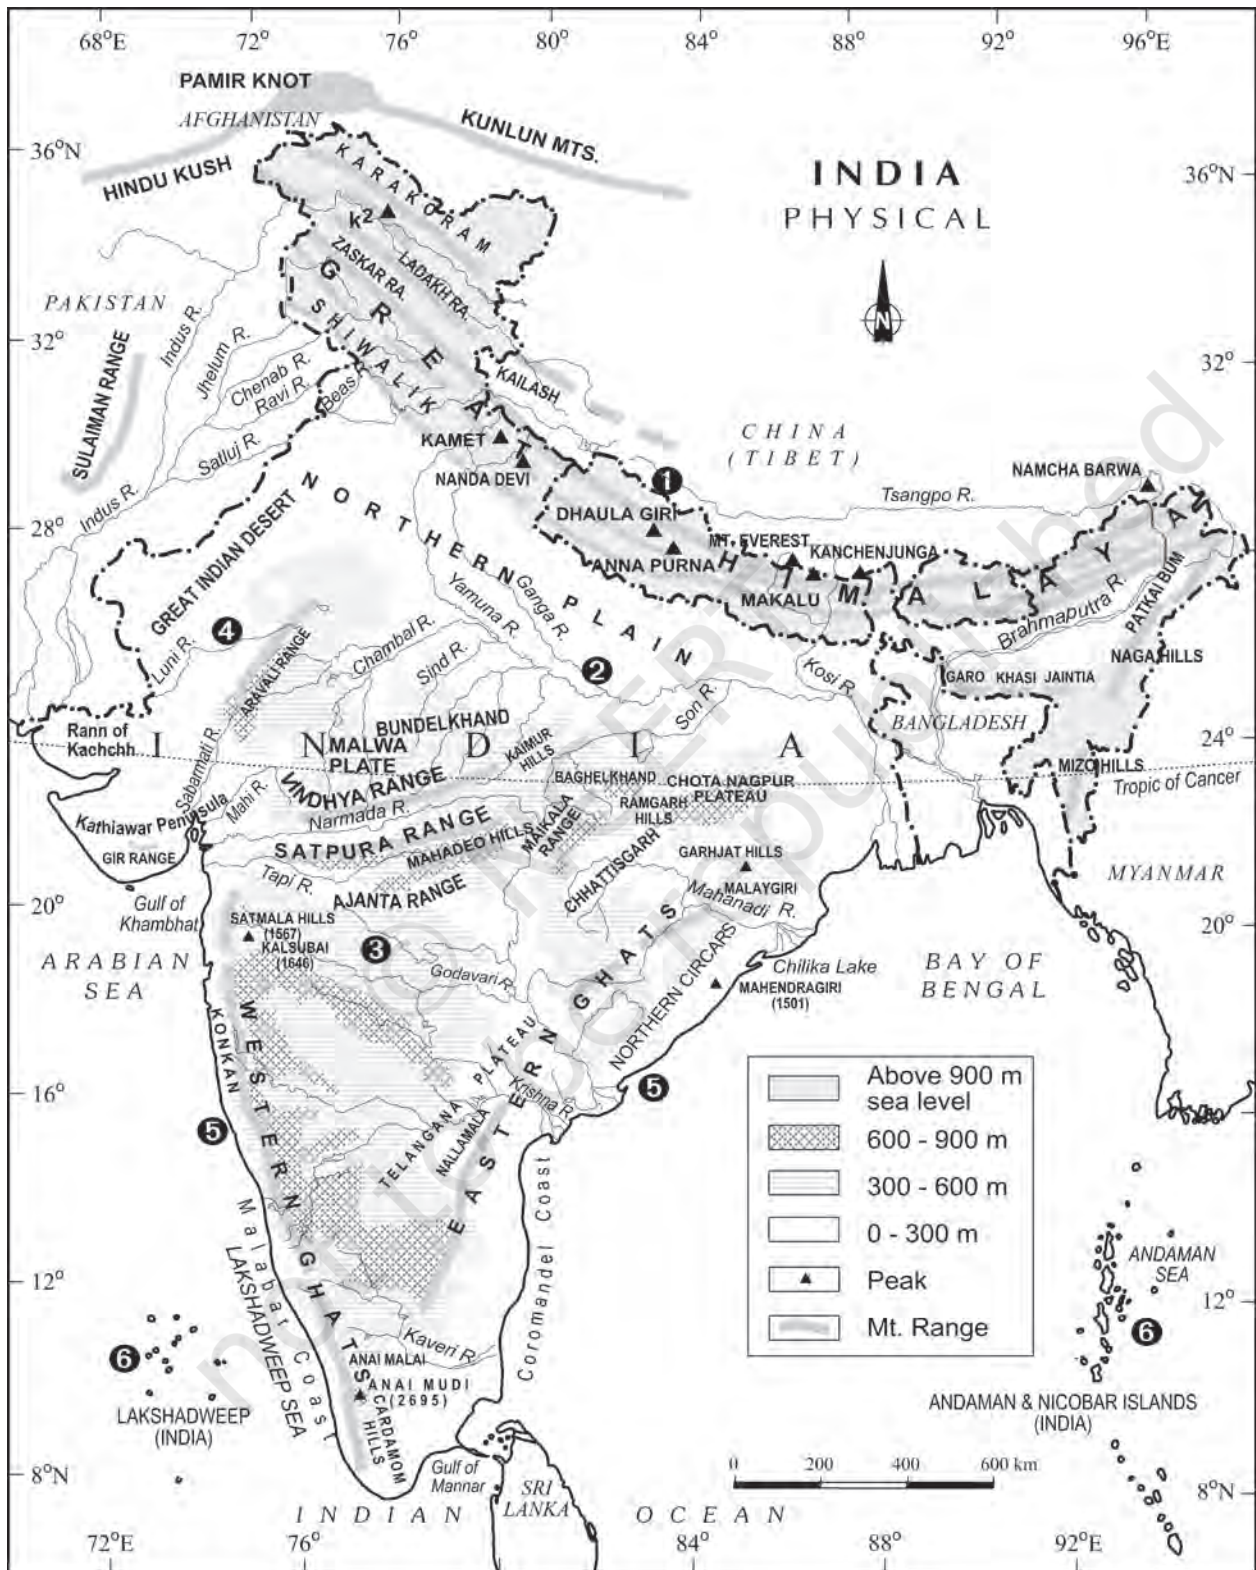 68°E
72°
76°
80°
84°
88°
92°
96°E
PAMIR KNOT
AFGHANISTAN
KUNLUN MTS.
36°N
HINDU KUSH
KARAKORAM
INDIA
PHYSICAL
36°N
k²
LADAKH RA.
ZASKAR RA.
N
PAKISTAN
GREAT HIMALAYA
SHIWALIK
Indus R.
Jhelum R.
32°
32°
SULAIMAN RANGE
Chenab R.
Ravi R.
Beas R.
KAILASH
Satluj R.
KAMET
CHINA
(TIBET)
NANDA DEVI
NAMCHA BARWA
1
Indus R.
NORTHERN PLAIN
Tsangpo R.
28°
28°
GREAT INDIAN DESERT
DHAULA GIRI
MT. EVEREST
KANCHENJUNGA
ANNA PURNA
MAKALU
Yamuna R.
Ganga R.
Brahmaputra R.
PATKAI BUM
4
Luni R.
ARAVALI RANGE
Chambal R.
Sind R.
2
Kosi R.
NAGA HILLS
GARO KHASI JAINTIA
Son R.
BANGLADESH
Rann of
Kachchh
BUNDELKHAND
INDIA
MALWA
PLATE
KAIMUR
HILLS
24°
24°
MIZO HILLS
Tropic of Cancer
Sabarmati R.
Mahi R.
VINDHYA RANGE
BAGHELKHAND
CHOTA NAGPUR
PLATEAU
RAMGARH
HILLS
Kathiawar Peninsula
Narmada R.
SATPURA RANGE
MAHADEO HILLS
MAIKALA
RANGE
GIR RANGE
CHHATTISGARH
GARHJAT HILLS
MALAYGIRI
Mahanadi R.
Tapi R.
AJANTA RANGE
MYANMAR
20°
20°
Gulf of
Khambhat
SATMALA HILLS
(1567)
KALSUBAI
(1646)
3
Godavari R.
ARABIAN
SEA
EASTERN GHATS
NORTHERN CIRCARS
Chilika Lake
MAHENDRAGIRI
(1501)
BAY OF
BENGAL
WESTERN GHATS
KONKAN
TELANGANA PLATEAU
Krishna R.
NALLAMALA
5
5
16°
16°
Above 900 m
sea level
600 - 900 m
300 - 600 m
0 - 300 m
Peak
Mt. Range
Malabar Coast
LAKSHADWEEP SEA
Coromandel Coast
ANDAMAN
SEA
12°
12°
6
6
Kaveri R.
ANAI MALAI
ANAI MUDI
(2695)
CARDAMOM
HILLS
LAKSHADWEEP
(INDIA)
ANDAMAN & NICOBAR ISLANDS
(INDIA)
Gulf of
Mannar
SRI
LANKA
0 200 400 600 km
8°N
8°N
INDIAN OCEAN
72°E
76°
84°
88°
92°E
© NCERT
not to be republished